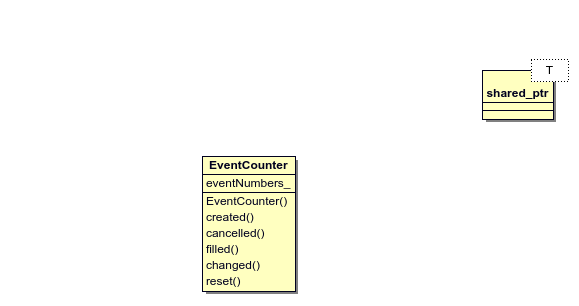 T
shared_ptr
EventCounter
eventNumbers_
EventCounter()
created()
cancelled()
filled()
changed()
reset()